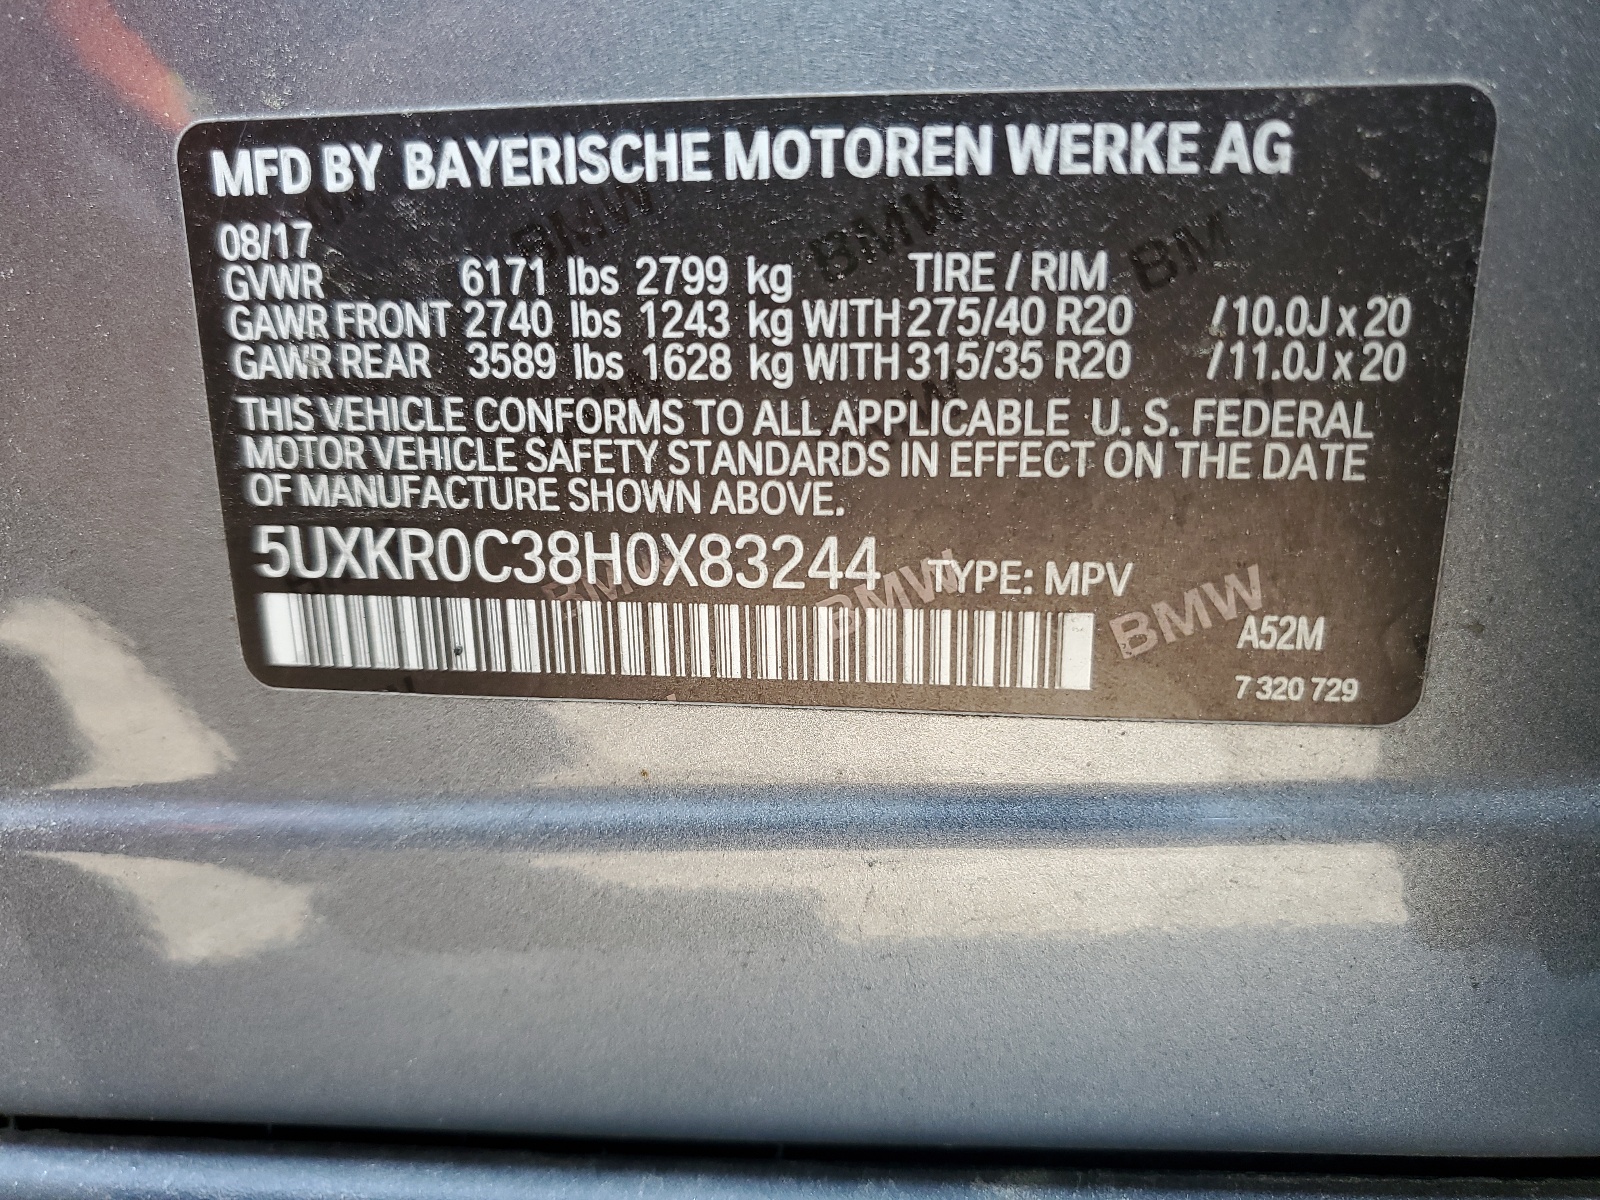 MFD BY BAYERISCHE MOTOREN WERKE AG
08/17
GVWR 6171 lbs 2799 kg TIRE / RIM
GAWR FRONT 2740 lbs 1243 kg WITH 275/40 R20 / 10.0J x 20
GAWR REAR 3589 lbs 1628 kg WITH 315/35 R20 / 11.0J x 20
THIS VEHICLE CONFORMS TO ALL APPLICABLE U. S. FEDERAL
MOTOR VEHICLE SAFETY STANDARDS IN EFFECT ON THE DATE
OF MANUFACTURE SHOWN ABOVE.
5UXKR0C38H0X83244 TYPE: MPV
BMW BMW BMW
A52M
7 320 729